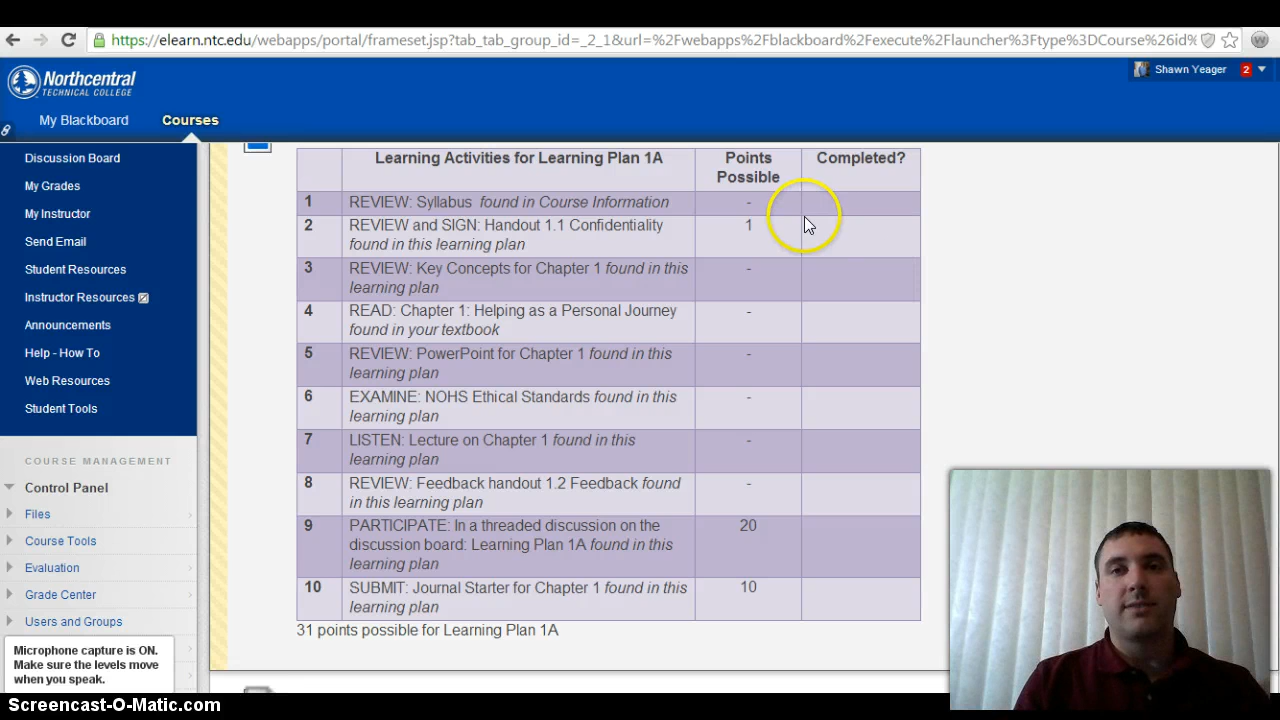 https://elearn.ntc.edu/webapps/portal/frameset.jsp?tab_tab_group_id=_2_1&url=%2Fwebapps%2Fblackboard%2Fexecute%2Flauncher%3Ftype%3DCourse%26id%
W
Northcentral
TECHNICAL COLLEGE
Shawn Yeager 2
My Blackboard Courses
Discussion Board
My Grades
My Instructor
Send Email
Student Resources
Instructor Resources
Announcements
Help - How To
Web Resources
Student Tools
COURSE MANAGEMENT
Control Panel
Files
Course Tools
Evaluation
Grade Center
Users and Groups
Microphone capture is ON.
Make sure the levels move
when you speak.
Learning Activities for Learning Plan 1A Points Completed?
Possible
1 REVIEW: Syllabus found in Course Information -
2 REVIEW and SIGN: Handout 1.1 Confidentiality 1
found in this learning plan
3 REVIEW: Key Concepts for Chapter 1 found in this -
learning plan
4 READ: Chapter 1: Helping as a Personal Journey -
found in your textbook
5 REVIEW: PowerPoint for Chapter 1 found in this -
learning plan
6 EXAMINE: NOHS Ethical Standards found in this -
learning plan
7 LISTEN: Lecture on Chapter 1 found in this -
learning plan
8 REVIEW: Feedback handout 1.2 Feedback found -
in this learning plan
9 PARTICIPATE: In a threaded discussion on the 20
discussion board: Learning Plan 1A found in this
learning plan
10 SUBMIT: Journal Starter for Chapter 1 found in this 10
learning plan
31 points possible for Learning Plan 1A
Screencast-O-Matic.com